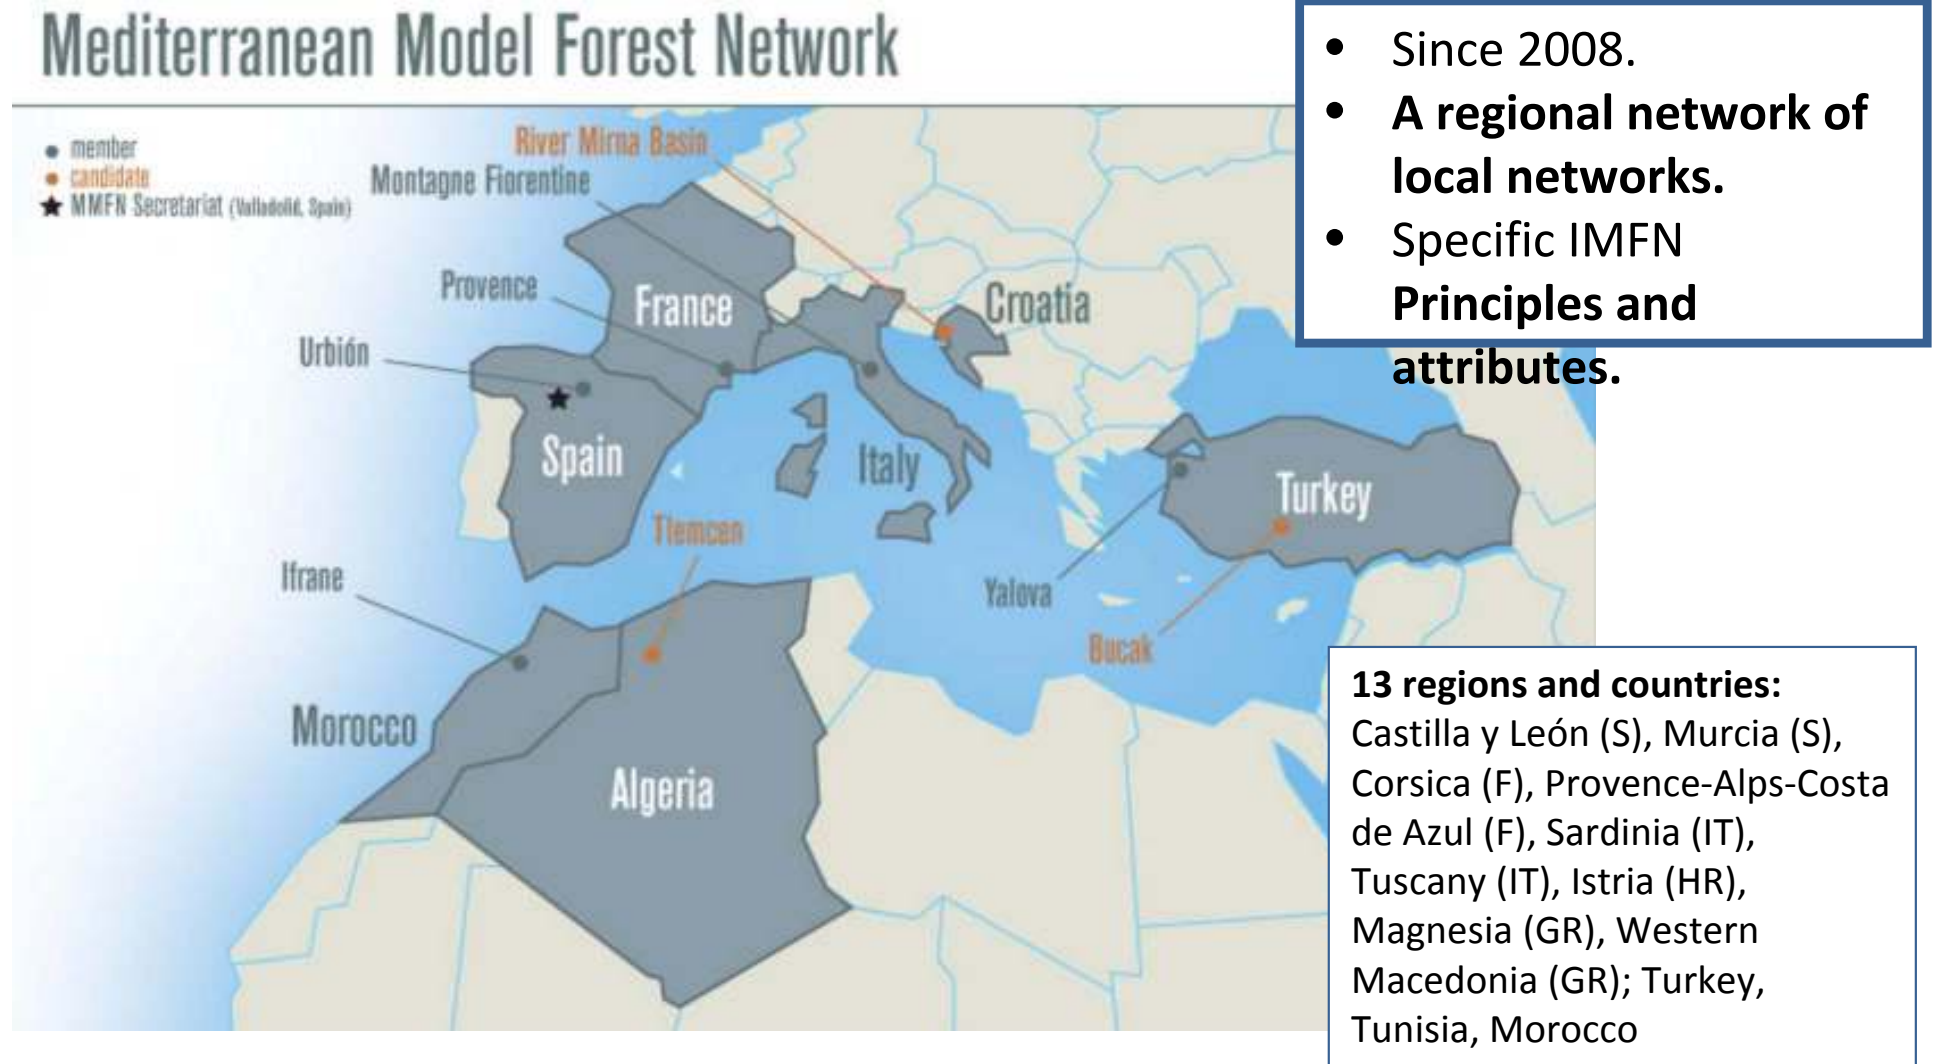 Mediterranean Model Forest Network
• Since 2008.
• A regional network of
local networks.
• Specific IMFN
Principles and
attributes.
member
candidate
MMFN Secretariat (Valladolid, Spain)
River Mirna Basin
Montagne Fiorentine
Provence
France
Croatia
Urbión
Spain
Italy
Turkey
Tlemcen
Ifrane
Yalova
Bucak
Morocco
Algeria
13 regions and countries:
Castilla y León (S), Murcia (S),
Corsica (F), Provence-Alps-Costa
de Azul (F), Sardinia (IT),
Tuscany (IT), Istria (HR),
Magnesia (GR), Western
Macedonia (GR); Turkey,
Tunisia, Morocco